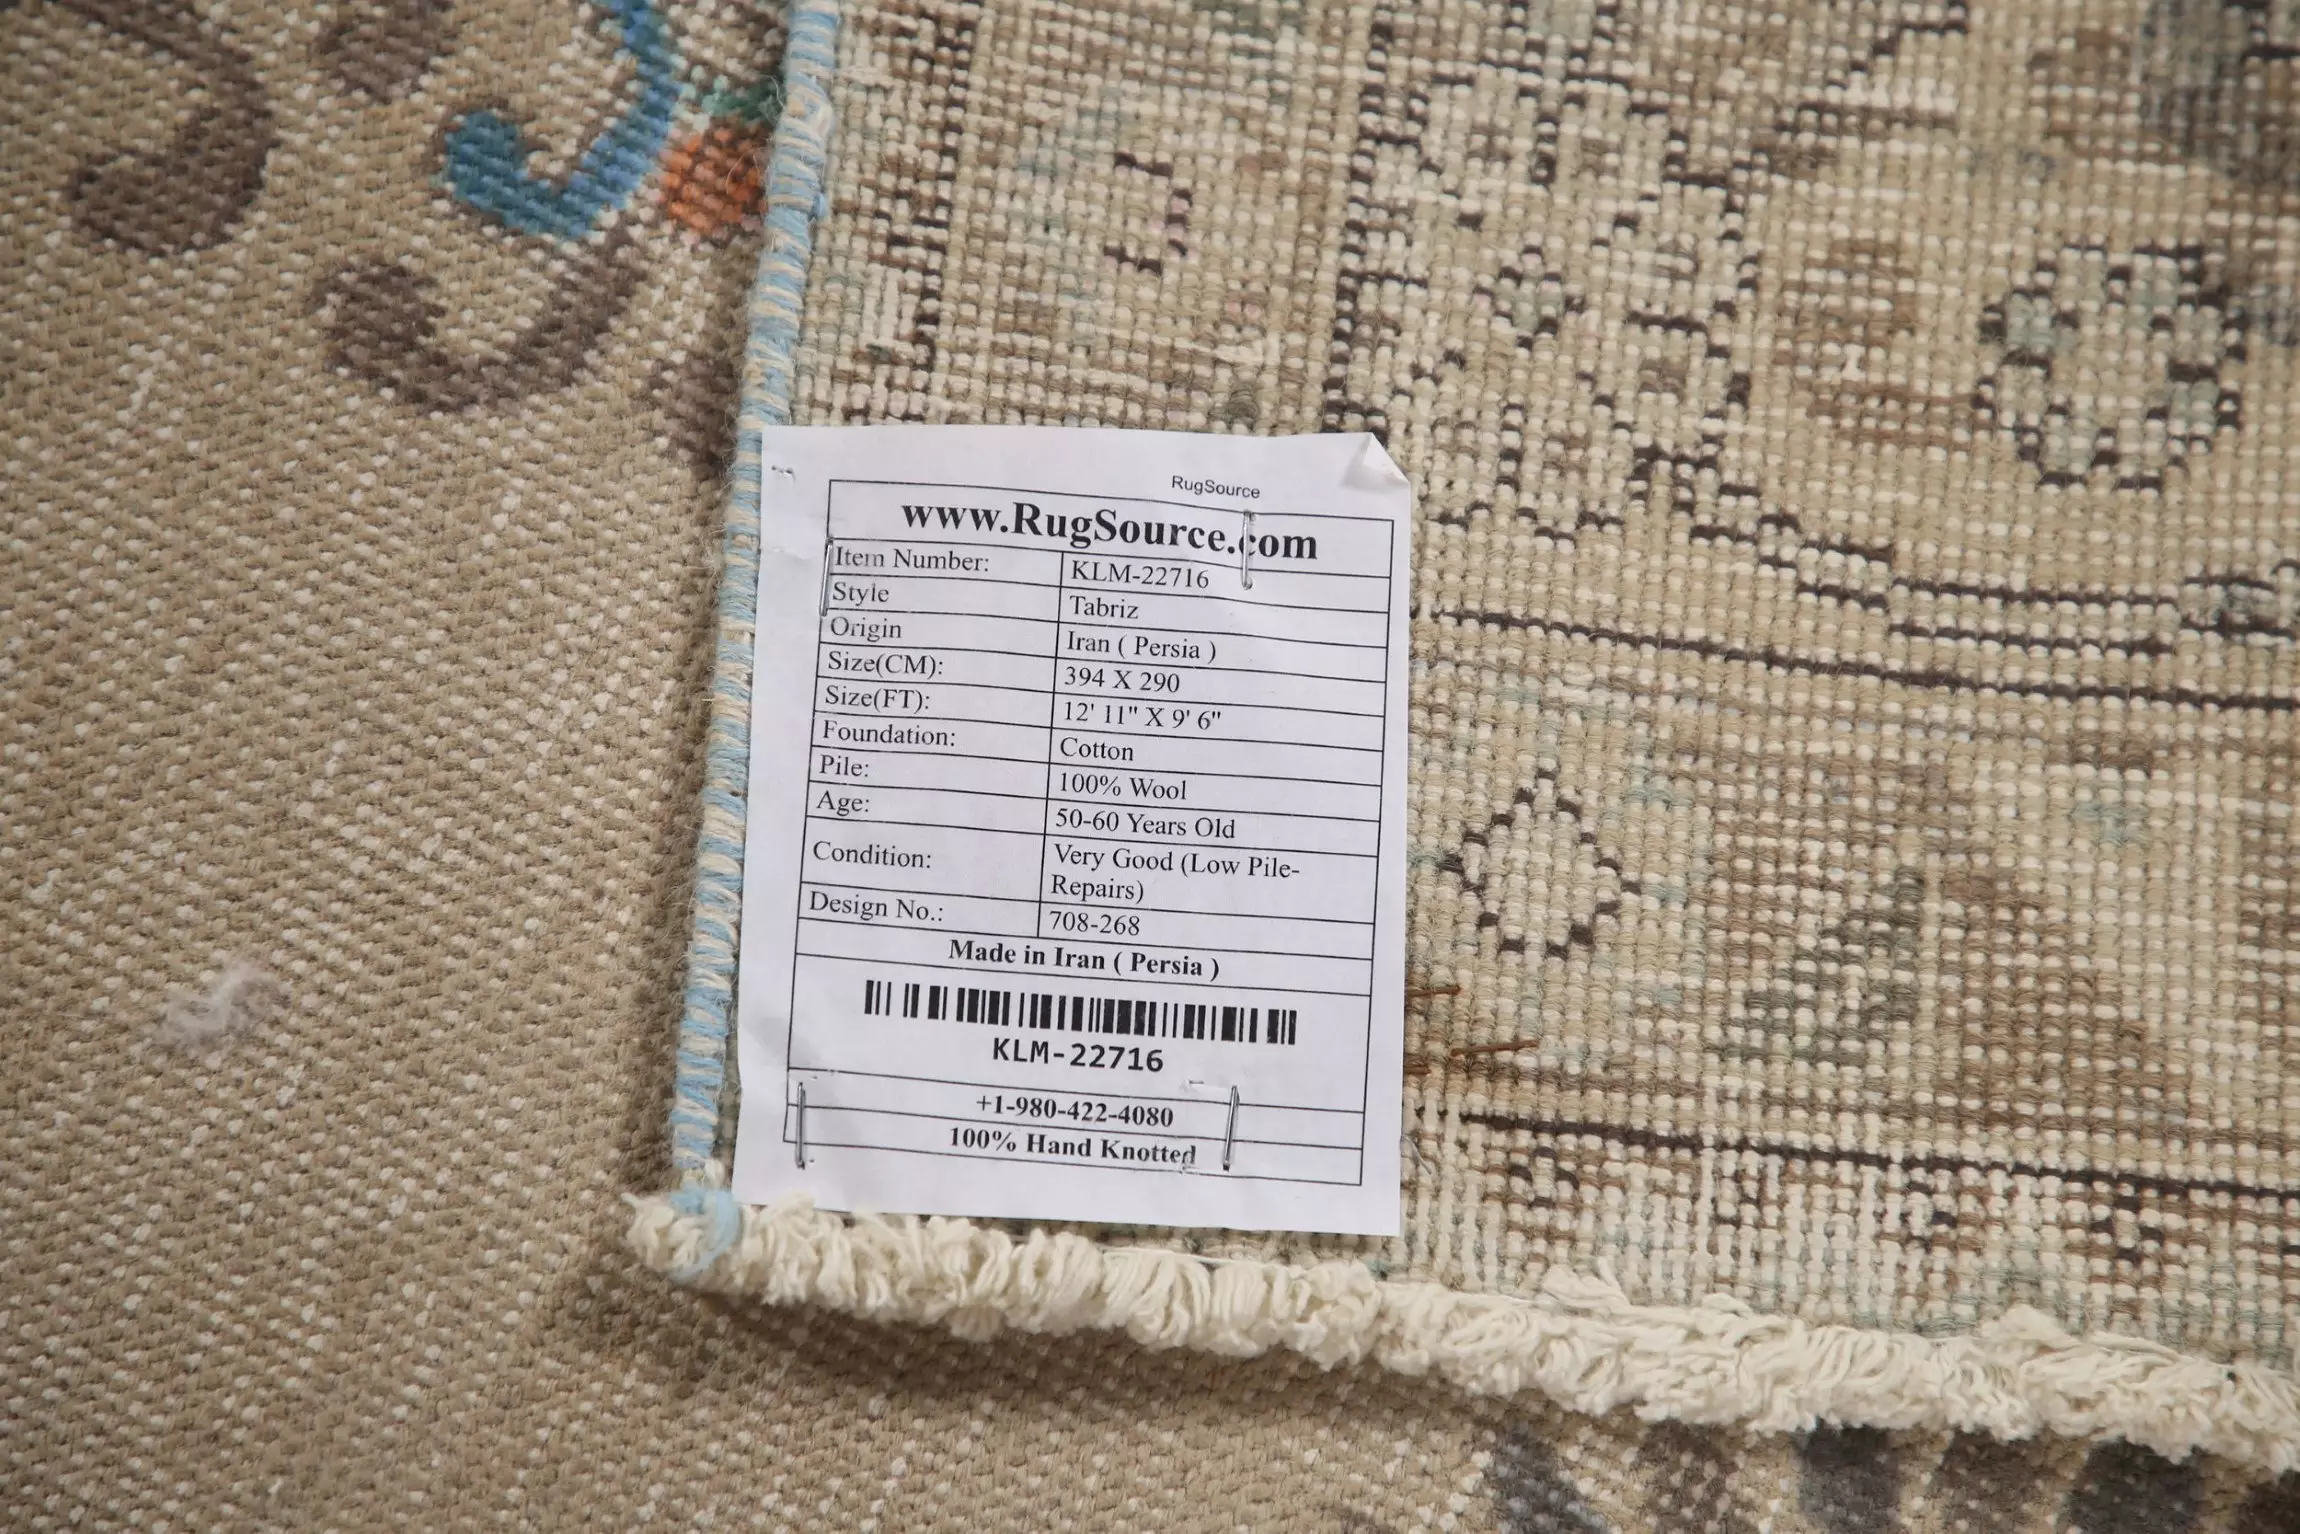 RugSource
www.RugSource.com
Item Number: KLM-22716
Style Tabriz
Origin Iran ( Persia )
Size(CM): 394 X 290
Size(FT): 12' 11" X 9' 6"
Foundation: Cotton
Pile: 100% Wool
Age: 50-60 Years Old
Condition: Very Good (Low Pile-
Repairs)
Design No.: 708-268
Made in Iran ( Persia )
KLM-22716
+1-980-422-4080
100% Hand Knotted